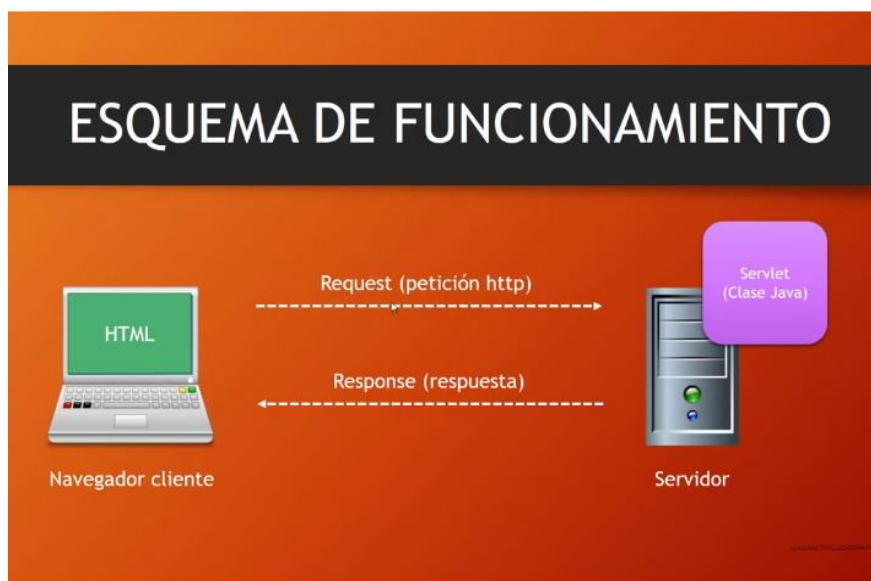 ESQUEMA DE FUNCIONAMIENTO
Servlet
(Clase Java)
Request (petición http)
HTML
Response (respuesta)
Navegador cliente
Servidor